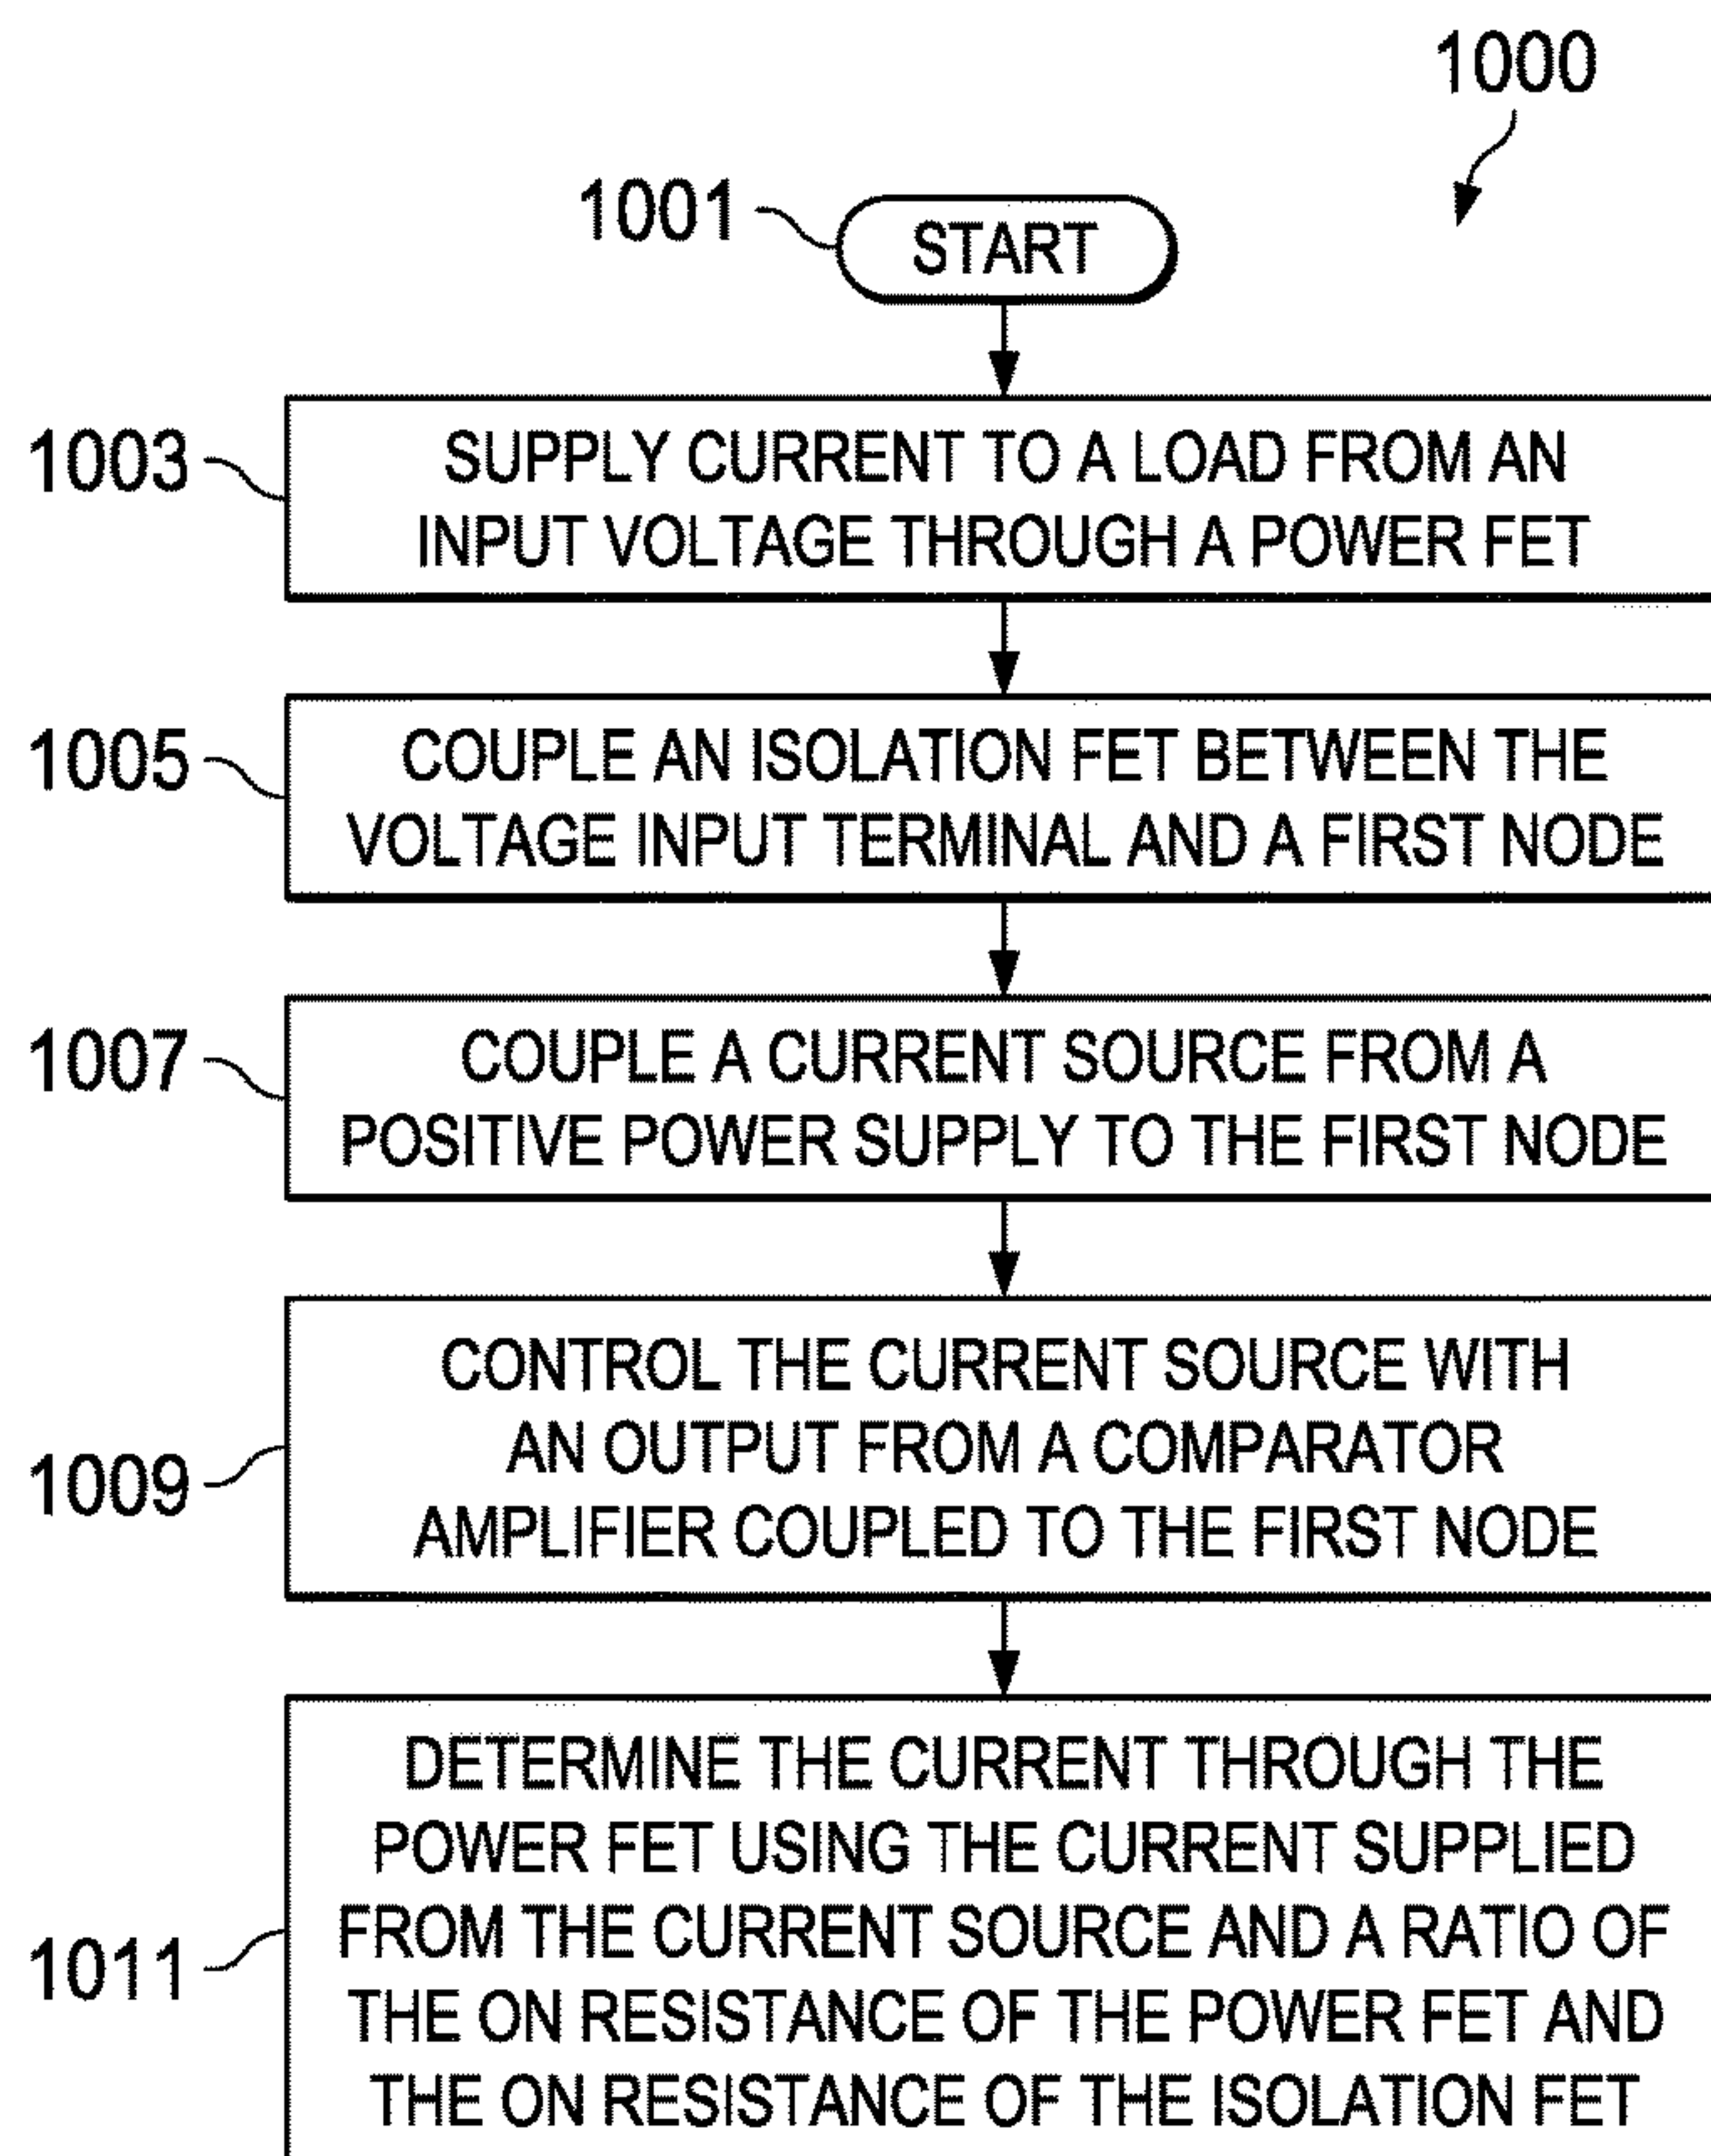 1000
1001
START
1003
SUPPLY CURRENT TO A LOAD FROM AN
INPUT VOLTAGE THROUGH A POWER FET
1005
COUPLE AN ISOLATION FET BETWEEN THE
VOLTAGE INPUT TERMINAL AND A FIRST NODE
1007
COUPLE A CURRENT SOURCE FROM A
POSITIVE POWER SUPPLY TO THE FIRST NODE
1009
CONTROL THE CURRENT SOURCE WITH
AN OUTPUT FROM A COMPARATOR
AMPLIFIER COUPLED TO THE FIRST NODE
1011
DETERMINE THE CURRENT THROUGH THE
POWER FET USING THE CURRENT SUPPLIED
FROM THE CURRENT SOURCE AND A RATIO OF
THE ON RESISTANCE OF THE POWER FET AND
THE ON RESISTANCE OF THE ISOLATION FET